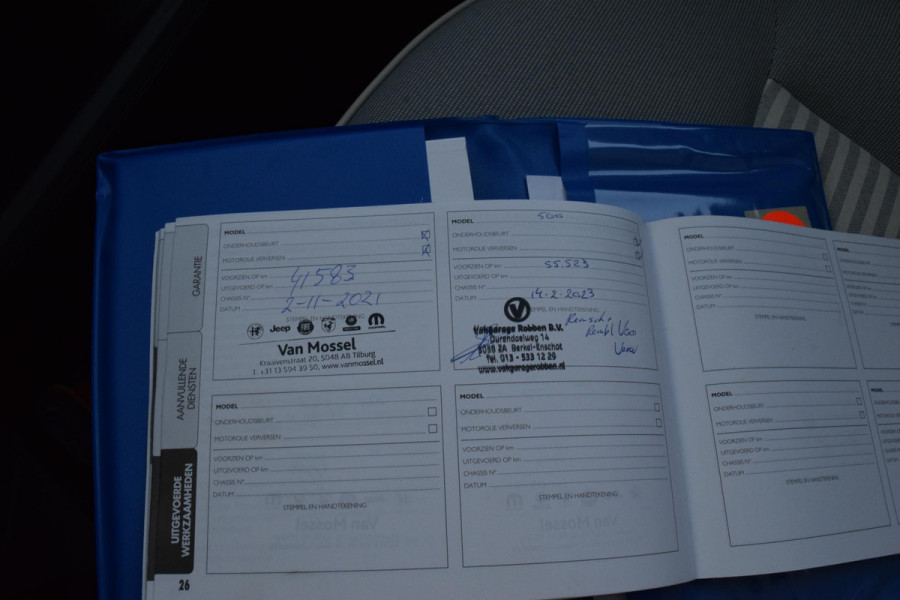 GARANTIE
AANVULLENDE
DIENSTEN
UITGEVOERDE
WERKZAAMHEDEN
26
MODEL
ONDERHOUDSBEURT
MOTOROLIE VERVERSEN
VOORZIEN OP km
UITGEVOERD OP km 41585
CHASSIS N°
DATUM 2-11-2021
STEMPEL EN HANDTEKENING
Jeep
Van Mossel
Kraaivenstraat 20, 5048 AB Tilburg
T. +31 13 594 39 50, www.vanmossel.nl
MODEL
ONDERHOUDSBEURT
MOTOROLIE VERVERSEN
VOORZIEN OP km
UITGEVOERD OP km 55.523
CHASSIS N°
DATUM 14-2-2023
Vakgarage Robben B.V.
Durendaelweg 14
5056 ZA Berkel-Enschot
Tel. 013 - 533 12 29
www.vakgaragerobben.nl
MODEL
ONDERHOUDSBEURT
MOTOROLIE VERVERSEN
VOORZIEN OP km
UITGEVOERD OP km
CHASSIS N°
DATUM
STEMPEL EN HANDTEKENING
MODEL
ONDERHOUDSBEURT
MOTOROLIE VERVERSEN
VOORZIEN OP km
UITGEVOERD OP km
CHASSIS N°
DATUM
STEMPEL EN HANDTEKENING
MODEL
ONDERHOUDSBEURT
MOTOROLIE VERVERSEN
VOORZIEN OP km
UITGEVOERD OP km
CHASSIS N°
DATUM
STEMPEL EN HANDTEKENING
MODEL
ONDERHOUDSBEURT
MOTOROLIE VERVERSEN
VOORZIEN OP km
UITGEVOERD OP km
CHASSIS N°
DATUM
STEMPEL EN HANDTEKENING